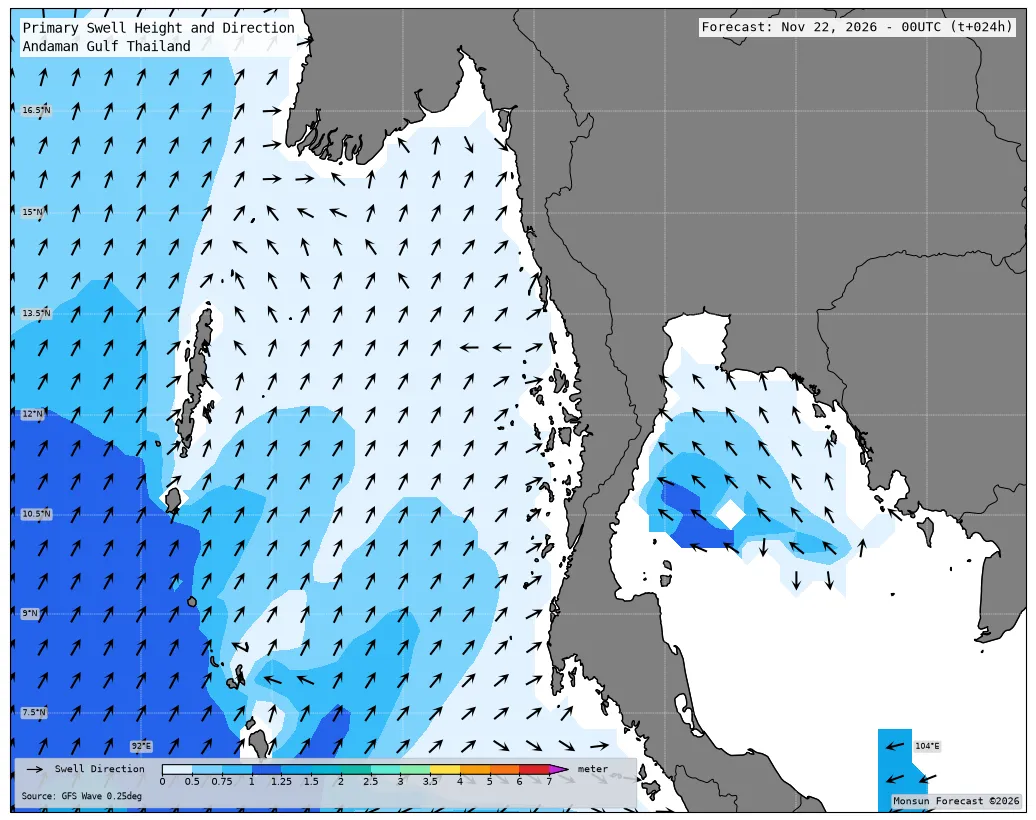 Primary Swell Height and Direction
Andaman Gulf Thailand
Forecast: Nov 22, 2026 - 00UTC (t+024h)
16.5°N
15°N
13.5°N
12°N
10.5°N
9°N
7.5°N
92°E
104°E
Swell Direction
0 0.5 0.75 1 1.25 1.5 2 2.5 3 3.5 4 5 6 7
meter
Source: GFS Wave 0.25deg
Monsun Forecast ©2026